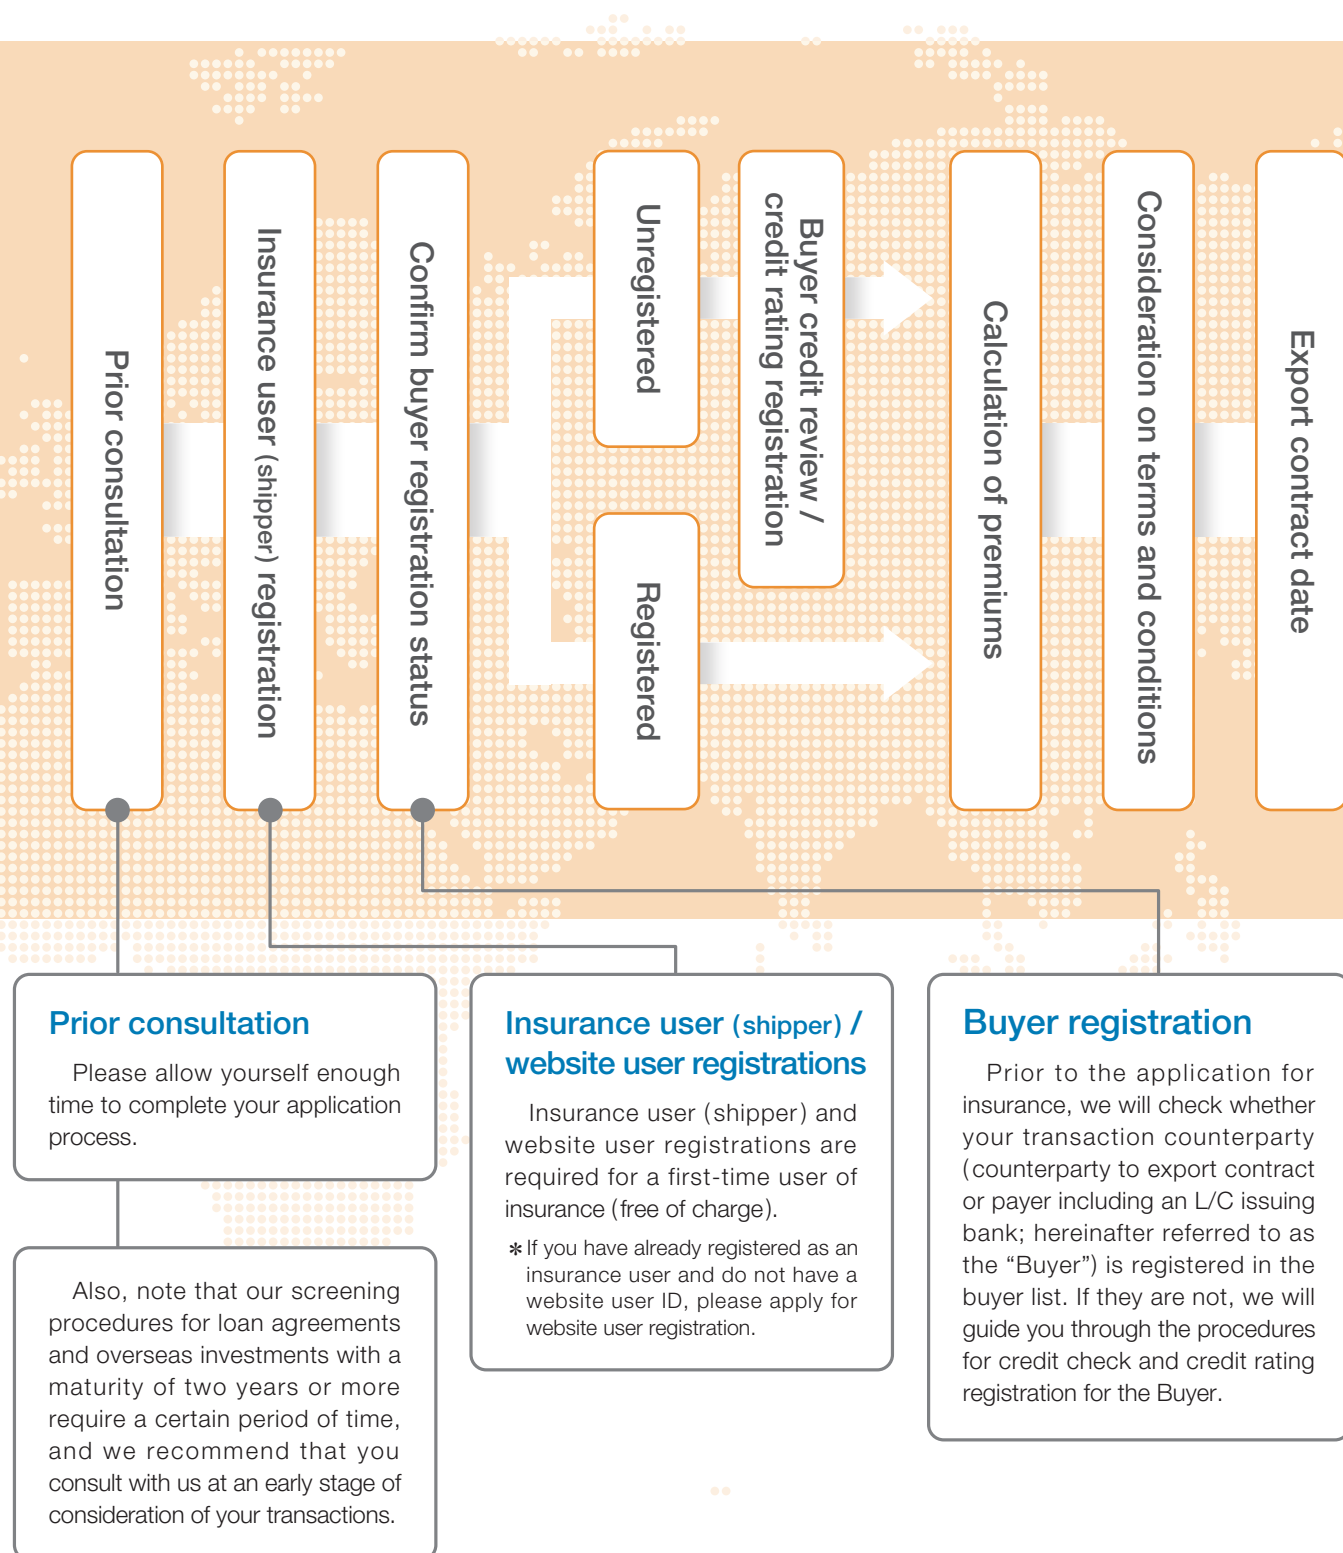 Prior consultation
Insurance user (shipper) registration
Confirm buyer registration status
Unregistered
Registered
Buyer credit review /
credit rating registration
Calculation of premiums
Consideration on terms and conditions
Export contract date
Prior consultation
Please allow yourself enough
time to complete your application
process.
Also, note that our screening
procedures for loan agreements
and overseas investments with a
maturity of two years or more
require a certain period of time,
and we recommend that you
consult with us at an early stage of
consideration of your transactions.
Insurance user (shipper) /
website user registrations
Insurance user (shipper) and
website user registrations are
required for a first-time user of
insurance (free of charge).
✻ If you have already registered as an
insurance user and do not have a
website user ID, please apply for
website user registration.
Buyer registration
Prior to the application for
insurance, we will check whether
your transaction counterparty
(counterparty to export contract
or payer including an L/C issuing
bank; hereinafter referred to as
the “Buyer”) is registered in the
buyer list. If they are not, we will
guide you through the procedures
for credit check and credit rating
registration for the Buyer.